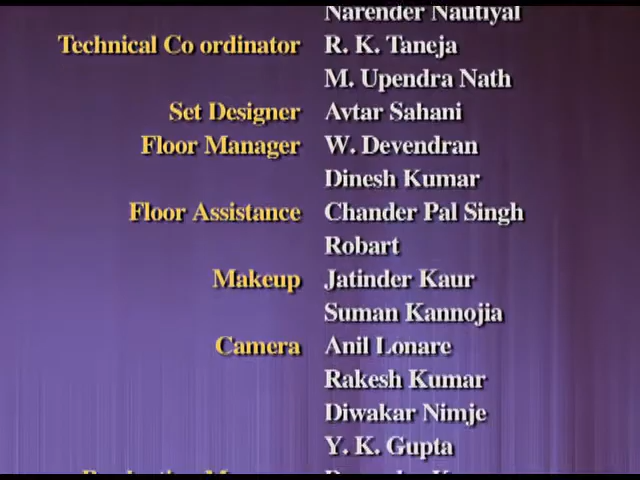 Narender Nautiyal
Technical Co ordinator R. K. Taneja
M. Upendra Nath
Set Designer Avtar Sahani
Floor Manager W. Devendran
Dinesh Kumar
Floor Assistance Chander Pal Singh
Robart
Makeup Jatinder Kaur
Suman Kannojia
Camera Anil Lonare
Rakesh Kumar
Diwakar Nimje
Y. K. Gupta